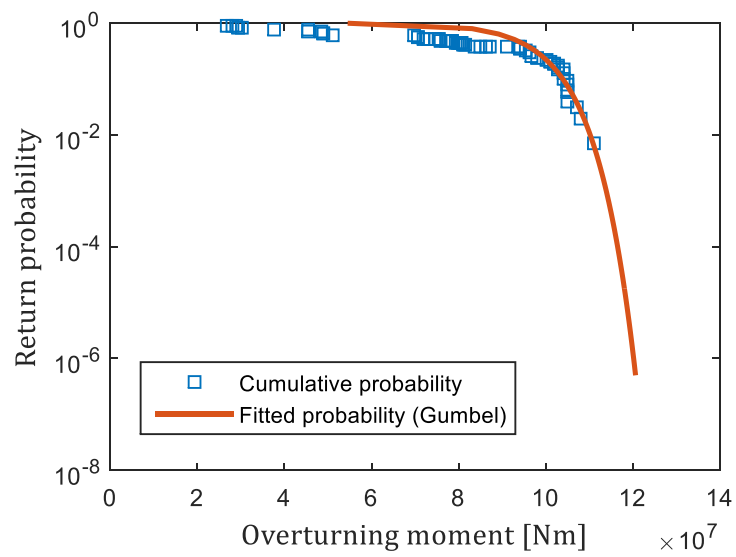 10^0
10^-2
10^-4
10^-6
10^-8
Return probability
Cumulative probability
Fitted probability (Gumbel)
0 2 4 6 8 10 12 14
Overturning moment [Nm]
×10^7